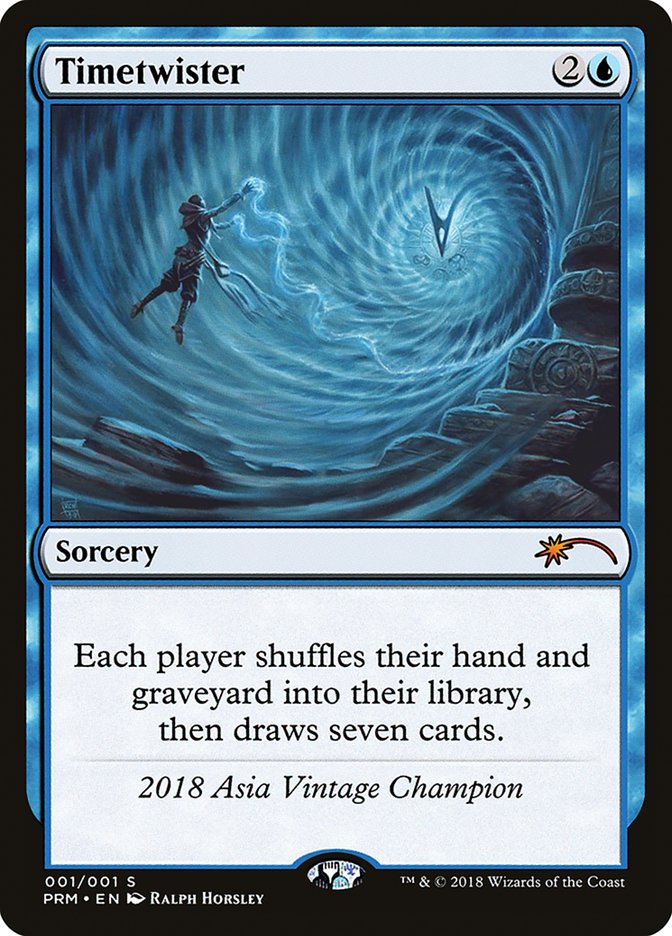 Timetwister 2
Sorcery
Each player shuffles their hand and
graveyard into their library,
then draws seven cards.
2018 Asia Vintage Champion
001/001 S
PRM • EN Ralph Horsley
™ & © 2018 Wizards of the Coast